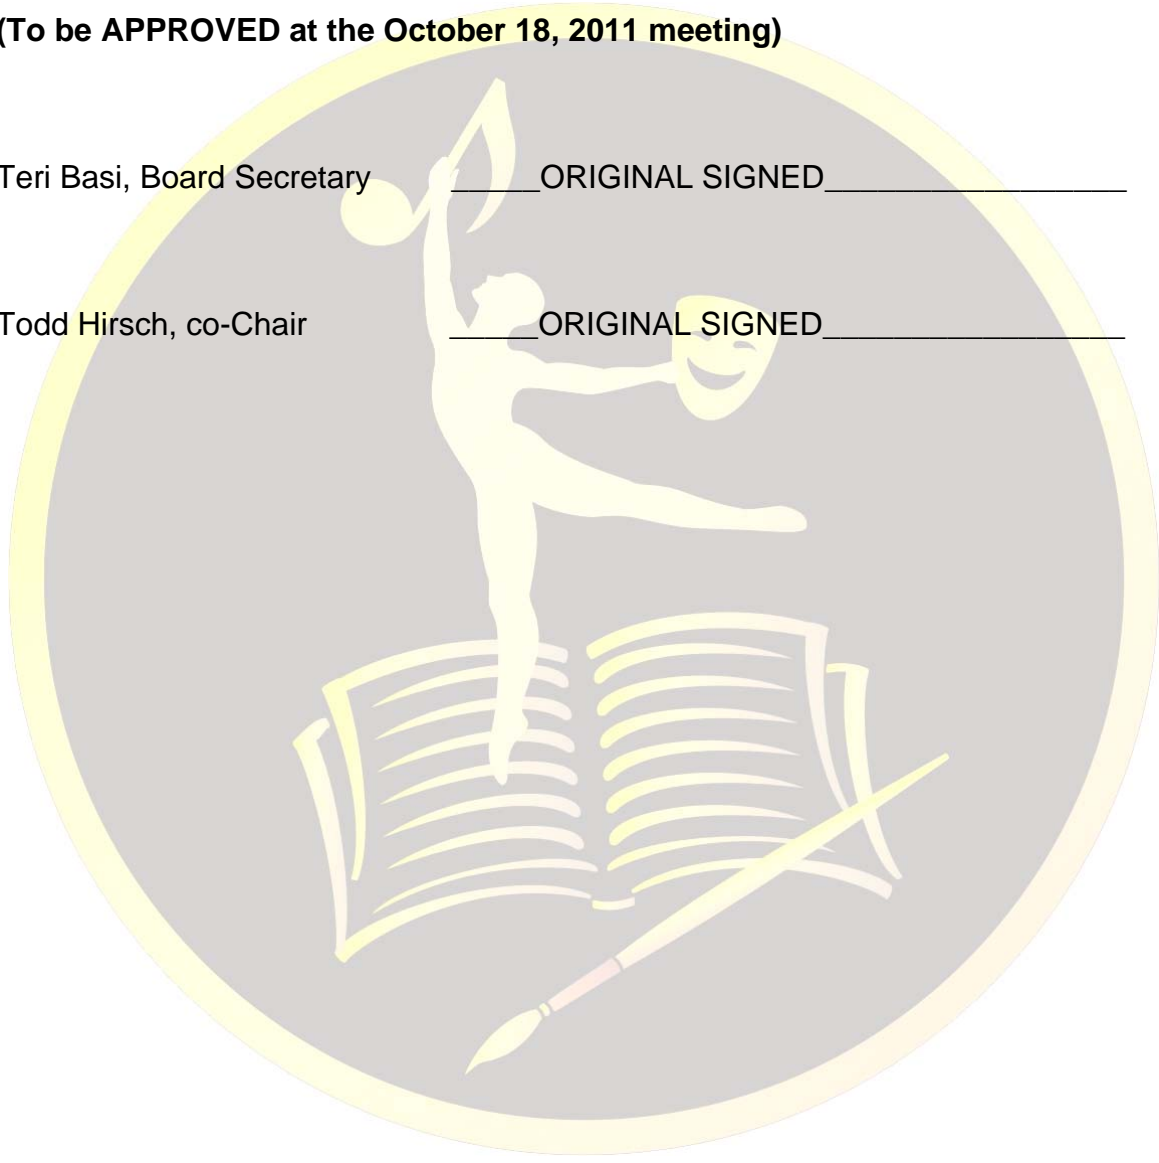 (To be APPROVED at the October 18, 2011 meeting)
Teri Basi, Board Secretary _____ORIGINAL SIGNED_________________
Todd Hirsch, co-Chair _____ORIGINAL SIGNED_________________